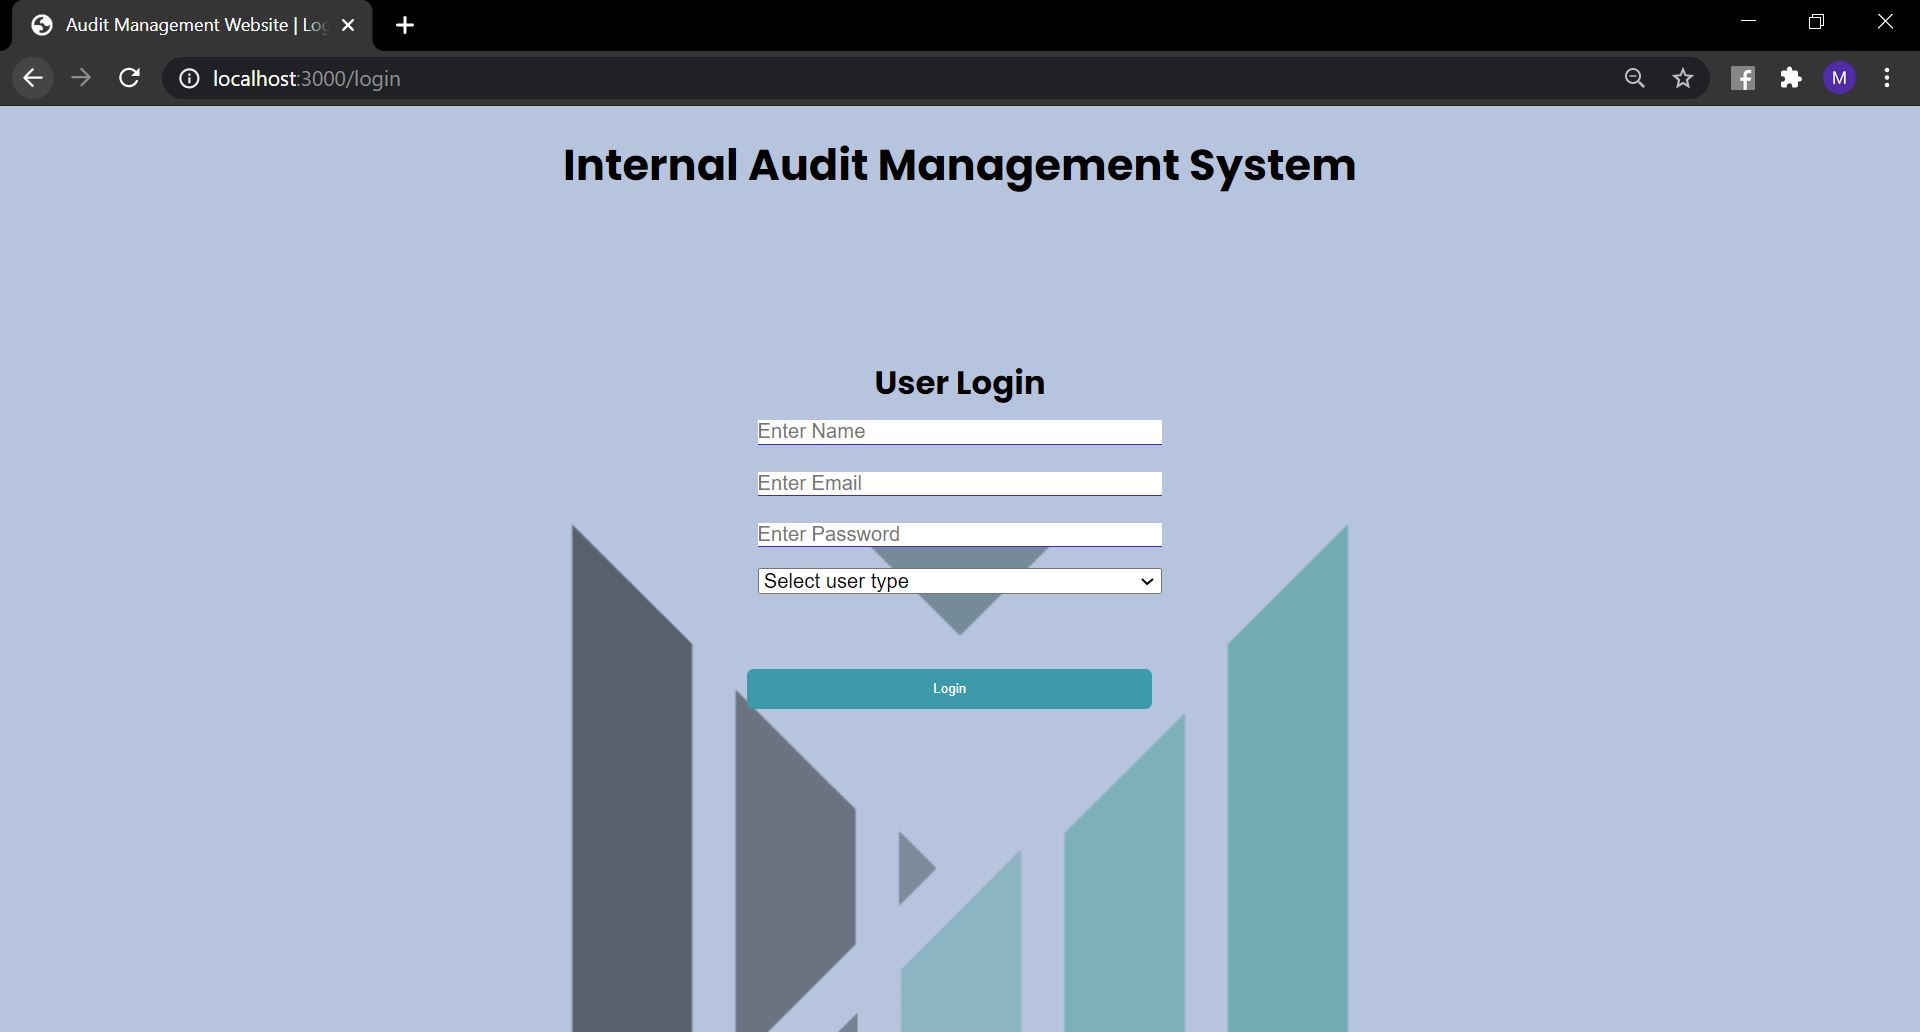 Audit Management Website | Log
localhost:3000/login
M
Internal Audit Management System
User Login
Enter Name
Enter Email
Enter Password
Select user type
Login